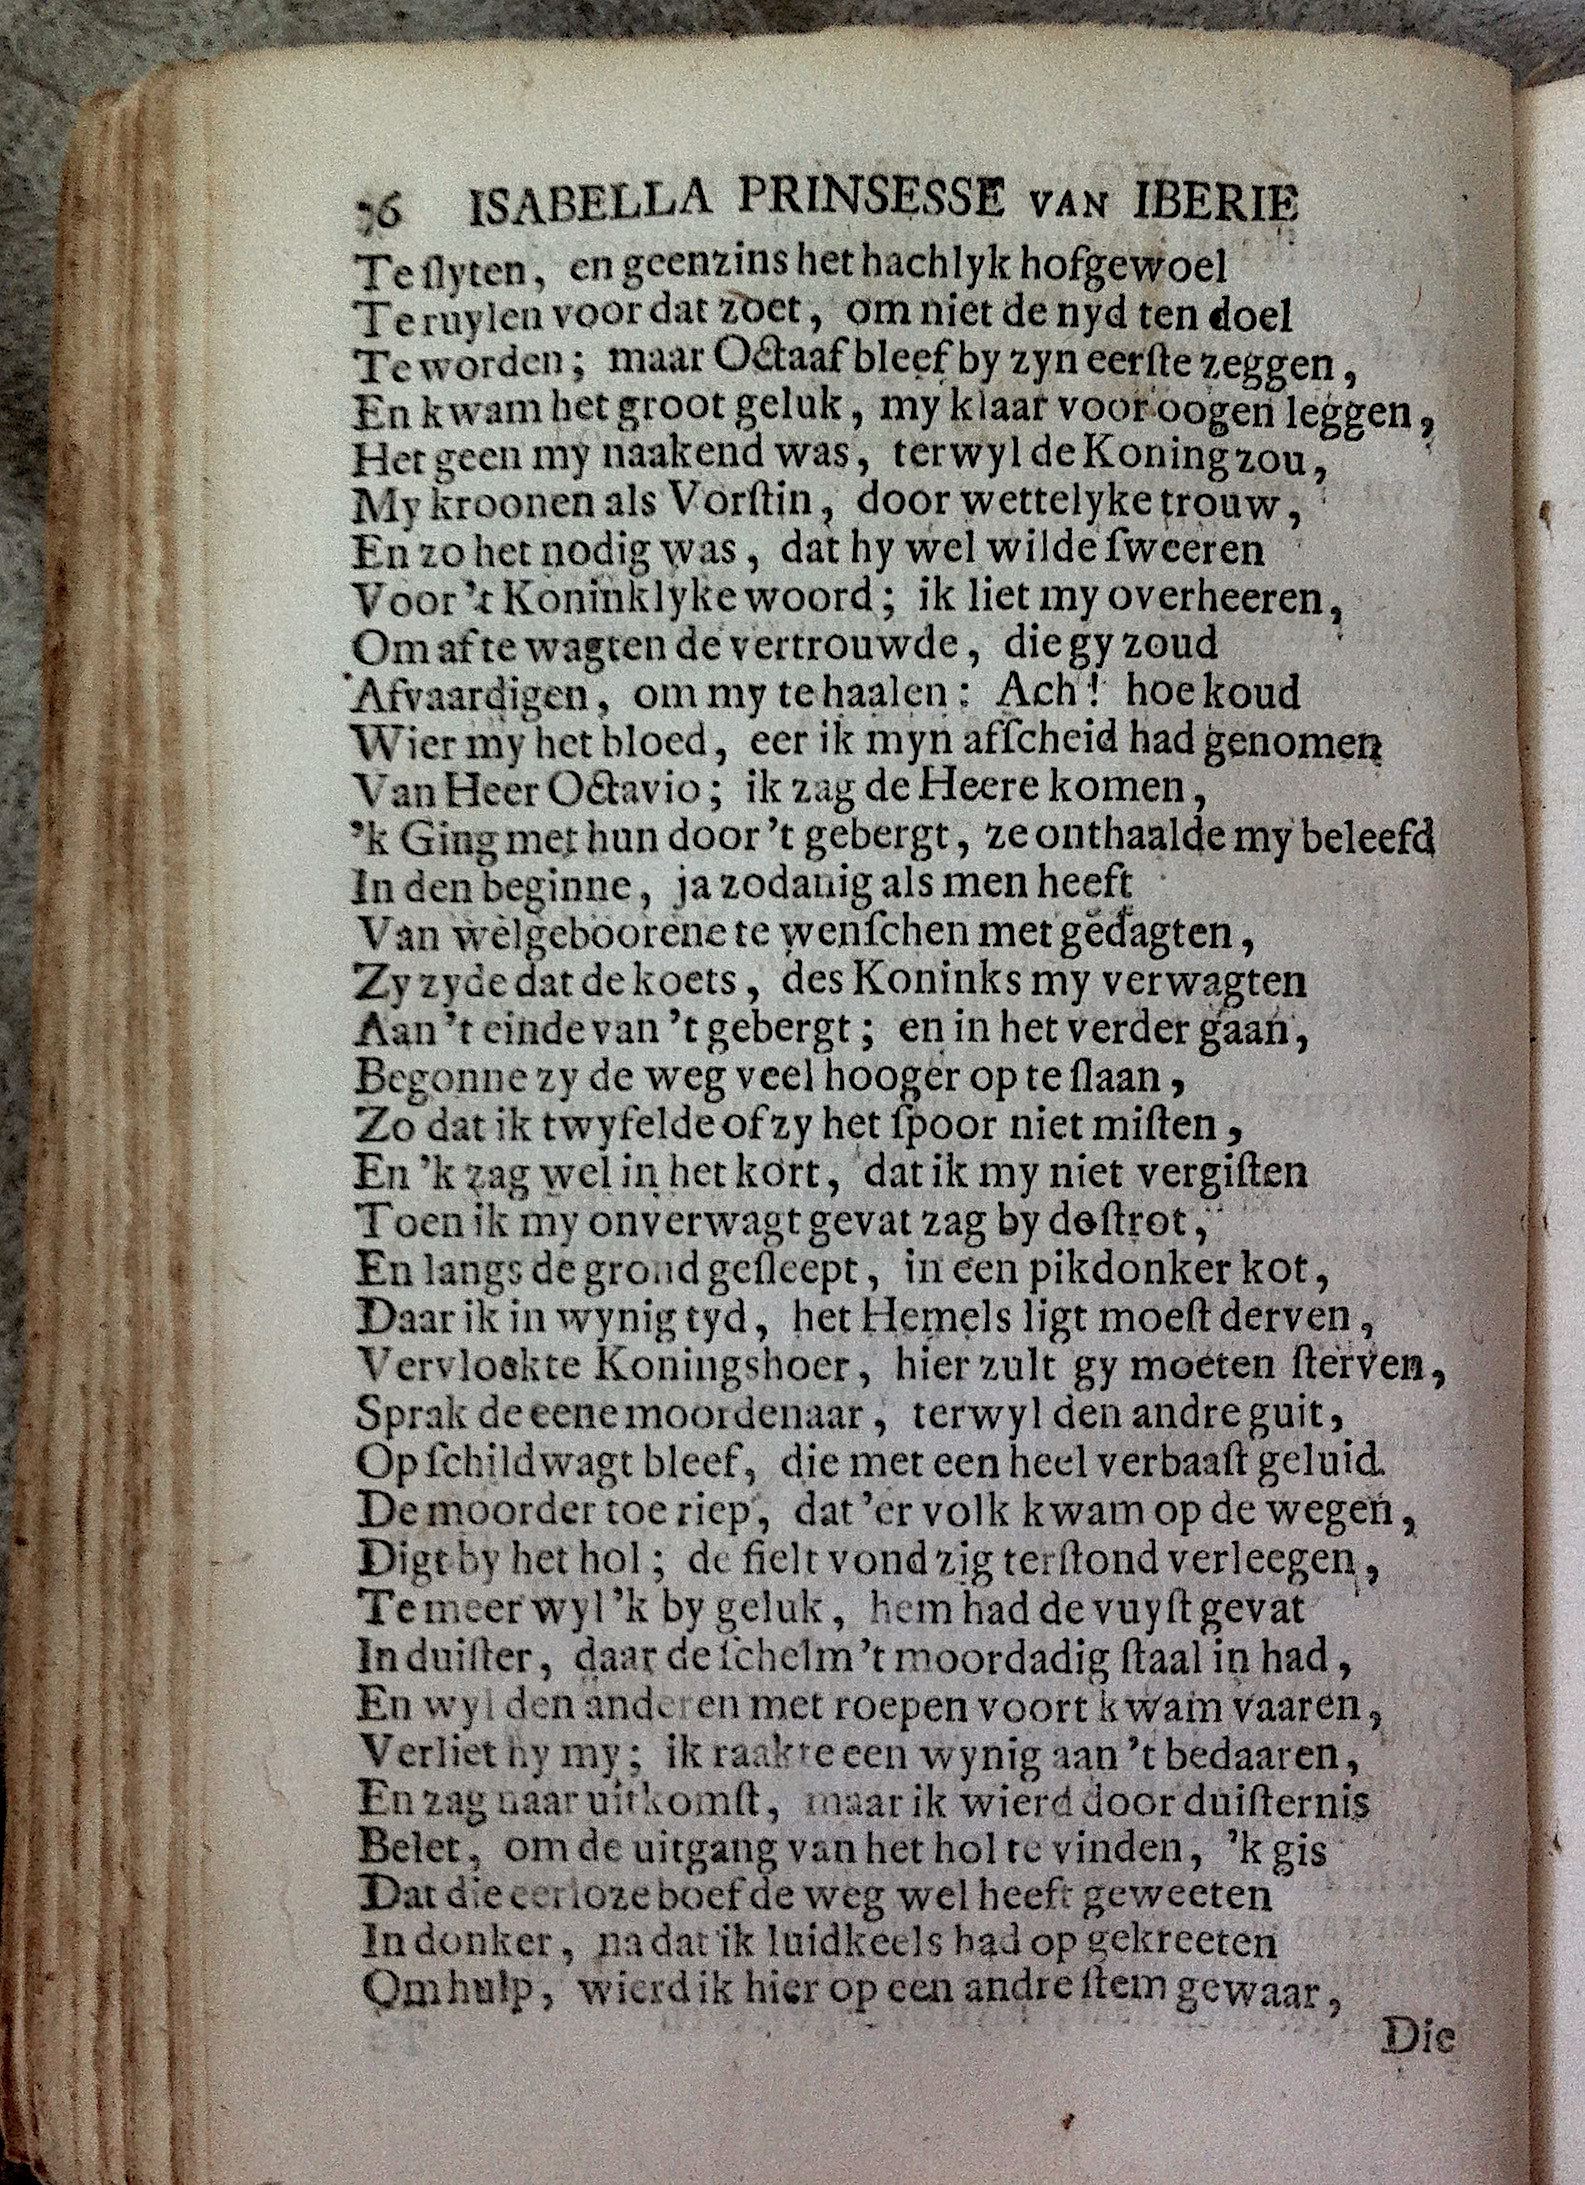 76 ISABELLA PRINSESSE VAN IBERIE
Te ſlyten, en geenzins het hachlyk hofgewoel
Te ruylen voor dat zoet, om niet de nyd ten doel
Te worden; maar Octaaf bleef by zyn eerſte zeggen,
En kwam het groot geluk, my klaar voor oogen leggen,
Het geen my naakend was, terwyl de Koning zou,
My kroonen als Vorſtin, door wettelyke trouw,
En zo het nodig was, dat hy wel wilde ſweeren
Voor 't Koninklyke woord; ik liet my overheeren,
Om af te wagten de vertrouwde, die gy zoud
Afvaardigen, om my te haalen: Ach! hoe koud
Wier my het bloed, eer ik myn afſcheid had genomen
Van Heer Octavio; ik zag de Heere komen,
'k Ging met hun door 't gebergt, ze onthaalde my beleefd
In den beginne, ja zodanig als men heeft
Van welgeboorene te wenſchen met gedagten,
Zy zyde dat de koets, des Koninks my verwagten
Aan 't einde van 't gebergt; en in het verder gaan,
Begonne zy de weg veel hooger op te ſlaan,
Zo dat ik twyfelde of zy het ſpoor niet miſten,
En 'k zag wel in het kort, dat ik my niet vergiſten
Toen ik my onverwagt gevat zag by de ſtrot,
En langs de grond geſleept, in een pikdonker kot,
Daar ik in wynig tyd, het Hemels ligt moeſt derven,
Vervloekte Koningshoer, hier zult gy moeten ſterven,
Sprak de eene moordenaar, terwyl den andre guit,
Op ſchildwagt bleef, die met een heel verbaaſt geluid.
De moorder toe riep, dat 'er volk kwam op de wegen,
Digt by het hol; de fielt vond zig terſtond verleegen,
Te meer wyl 'k by geluk, hem had de vuyſt gevat
In duiſter, daar de ſchelm 't moordadig ſtaal in had,
En wyl den anderen met roepen voort kwam vaaren,
Verliet hy my; ik raakte een wynig aan 't bedaaren,
En zag naar uitkomſt, maar ik wierd door duiſternis
Belet, om de uitgang van het hol te vinden, 'k gis
Dat die eerloze boef de weg wel heeft geweeten
In donker, na dat ik luidkeels had op gekreeten
Om hulp, wierd ik hier op een andre ſtem gewaar,
Die